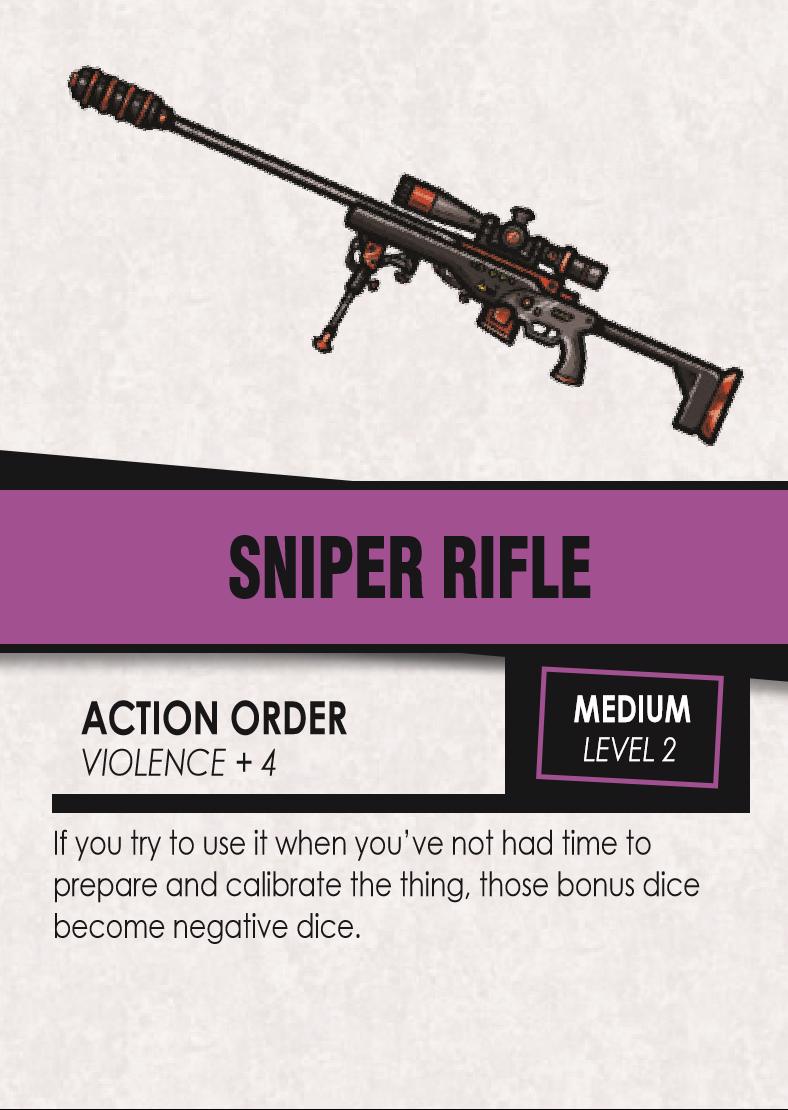 SNIPER RIFLE
ACTION ORDER
VIOLENCE + 4
MEDIUM
LEVEL 2
If you try to use it when you've not had time to
prepare and calibrate the thing, those bonus dice
become negative dice.